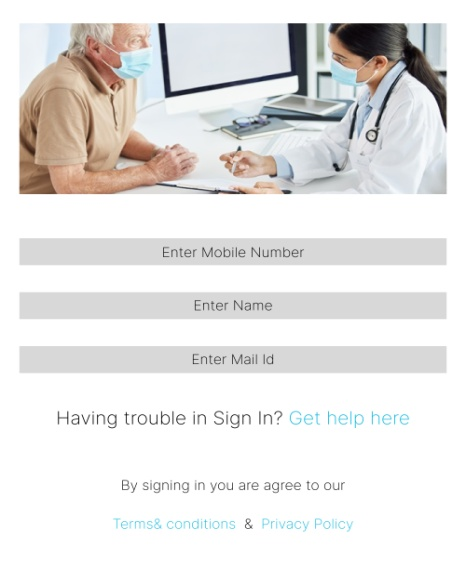 Enter Mobile Number
Enter Name
Enter Mail Id
Having trouble in Sign In? Get help here
By signing in you are agree to our
Terms& conditions & Privacy Policy